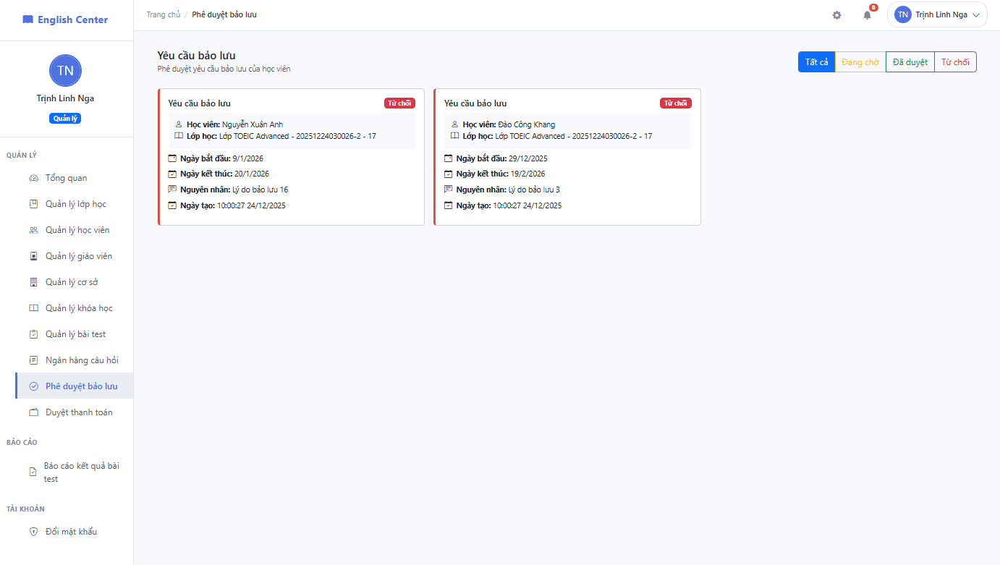 English Center
Trang chủ / Phê duyệt bảo lưu
0
TN
Trịnh Linh Nga
TN
Trịnh Linh Nga
Quản lý
QUẢN LÝ
Tổng quan
Quản lý lớp học
Quản lý học viên
Quản lý giáo viên
Quản lý cơ sở
Quản lý khóa học
Quản lý bài test
Ngân hàng câu hỏi
Phê duyệt bảo lưu
Duyệt thanh toán
BÁO CÁO
Báo cáo kết quả bài
test
TÀI KHOẢN
Đổi mật khẩu
Yêu cầu bảo lưu
Phê duyệt yêu cầu bảo lưu của học viên
Tất cả
Đang chờ
Đã duyệt
Từ chối
Yêu cầu bảo lưu
Từ chối
Học viên: Nguyễn Xuân Anh
Lớp học: Lớp TOEIC Advanced - 20251224030026-2 - 17
Ngày bắt đầu: 9/1/2026
Ngày kết thúc: 20/1/2026
Nguyên nhân: Lý do bảo lưu 16
Ngày tạo: 10:00:27 24/12/2025
Yêu cầu bảo lưu
Từ chối
Học viên: Đào Công Khang
Lớp học: Lớp TOEIC Advanced - 20251224030026-2 - 17
Ngày bắt đầu: 29/12/2025
Ngày kết thúc: 19/2/2026
Nguyên nhân: Lý do bảo lưu 3
Ngày tạo: 10:00:27 24/12/2025